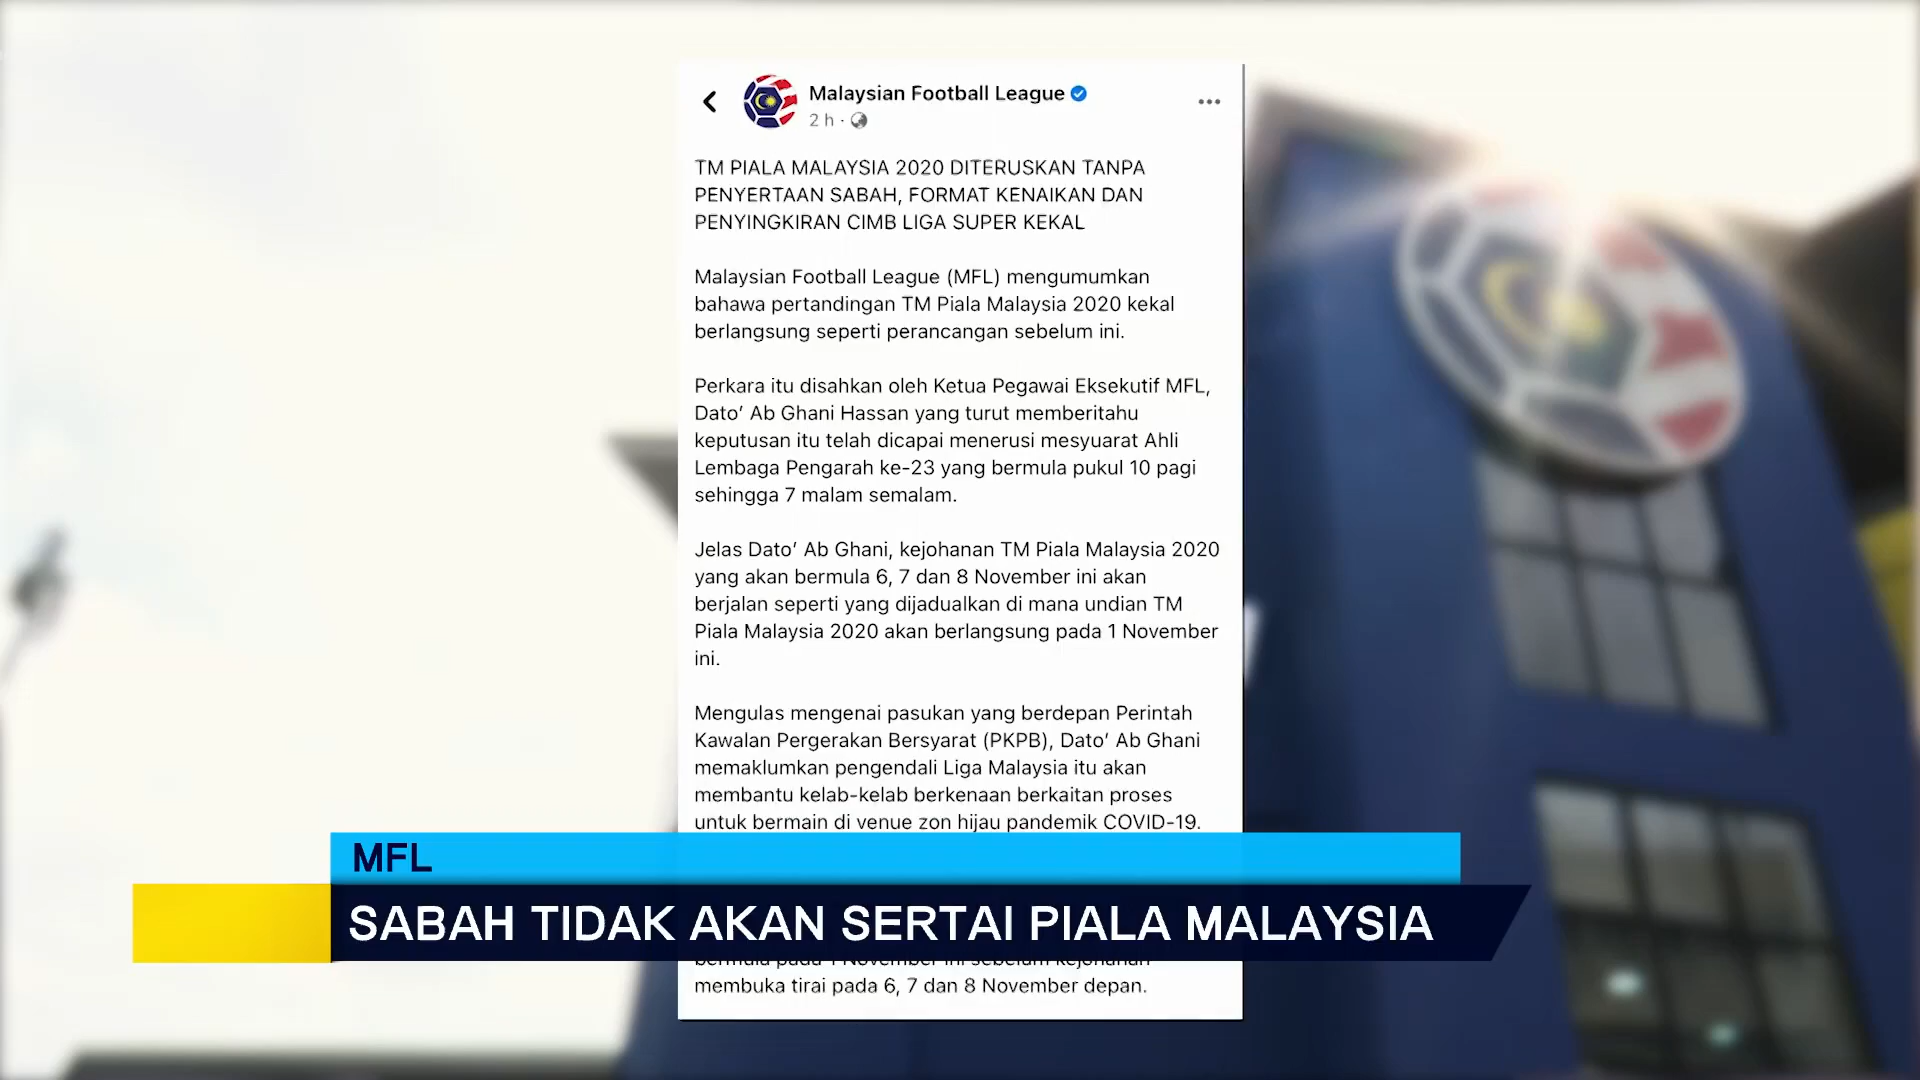 Malaysian Football League
2 h ·
TM PIALA MALAYSIA 2020 DITERUSKAN TANPA
PENYERTAAN SABAH, FORMAT KENAIKAN DAN
PENYINGKIRAN CIMB LIGA SUPER KEKAL
Malaysian Football League (MFL) mengumumkan
bahawa pertandingan TM Piala Malaysia 2020 kekal
berlangsung seperti perancangan sebelum ini.
Perkara itu disahkan oleh Ketua Pegawai Eksekutif MFL,
Dato’ Ab Ghani Hassan yang turut memberitahu
keputusan itu telah dicapai menerusi mesyuarat Ahli
Lembaga Pengarah ke-23 yang bermula pukul 10 pagi
sehingga 7 malam semalam.
Jelas Dato’ Ab Ghani, kejohanan TM Piala Malaysia 2020
yang akan bermula 6, 7 dan 8 November ini akan
berjalan seperti yang dijadualkan di mana undian TM
Piala Malaysia 2020 akan berlangsung pada 1 November
ini.
Mengulas mengenai pasukan yang berdepan Perintah
Kawalan Pergerakan Bersyarat (PKPB), Dato’ Ab Ghani
memaklumkan pengendali Liga Malaysia itu akan
membantu kelab-kelab berkenaan berkaitan proses
untuk bermain di venue zon hijau pandemik COVID-19.
MFL
SABAH TIDAK AKAN SERTAI PIALA MALAYSIA
bermula pada 1 November ini sebelum kejohanan
membuka tirai pada 6, 7 dan 8 November depan.